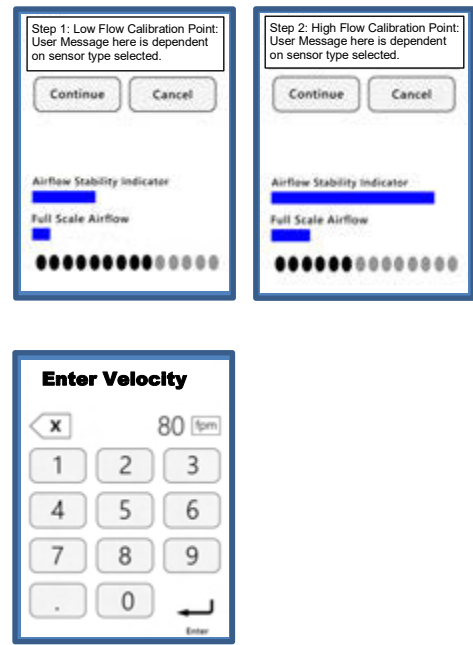 Step 1: Low Flow Calibration Point:
User Message here is dependent
on sensor type selected.
Continue
Cancel
Airflow Stability Indicator
Full Scale Airflow
Step 2: High Flow Calibration Point:
User Message here is dependent
on sensor type selected.
Continue
Cancel
Airflow Stability Indicator
Full Scale Airflow
Enter Velocity
X
80 fpm
1 2 3
4 5 6
7 8 9
. 0
Enter